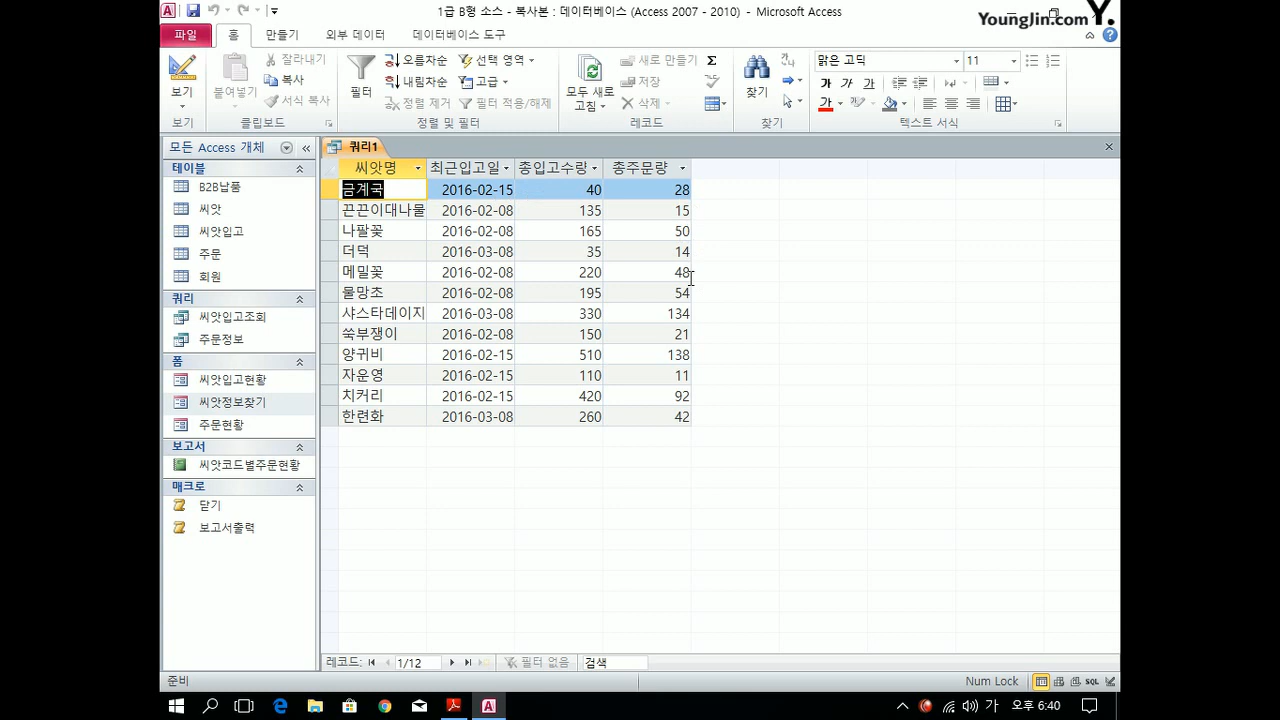 1급 B형 소스 - 복사본 : 데이터베이스 (Access 2007 - 2010) - Microsoft Access
YoungJin.com Y.
파일 홈 만들기 외부 데이터 데이터베이스 도구
보기
보기
붙여넣기
잘라내기
복사
서식 복사
클립보드
필터
오름차순
내림차순
정렬 제거
선택 영역
고급
필터 적용/해제
정렬 및 필터
모두 새로 고침
새로 만들기
저장
삭제
레코드
찾기
찾기
맑은 고딕 11
가 가 가
가
텍스트 서식
모든 Access 개체
테이블
B2B납품
씨앗
씨앗입고
주문
회원
쿼리
씨앗입고조회
주문정보
폼
씨앗입고현황
씨앗정보찾기
주문현황
보고서
씨앗코드별주문현황
매크로
닫기
보고서출력
쿼리1
씨앗명 최근입고일 총입고수량 총주문량
금계국 2016-02-15 40 28
끈끈이대나물 2016-02-08 135 15
나팔꽃 2016-02-08 165 50
더덕 2016-03-08 35 14
메밀꽃 2016-02-08 220 48
물망초 2016-02-08 195 54
샤스타데이지 2016-03-08 330 134
쑥부쟁이 2016-02-08 150 21
양귀비 2016-02-15 510 138
자운영 2016-02-15 110 11
치커리 2016-02-15 420 92
한련화 2016-03-08 260 42
레코드: 1/12 필터 없음 검색
준비 Num Lock SQL
가 오후 6:40